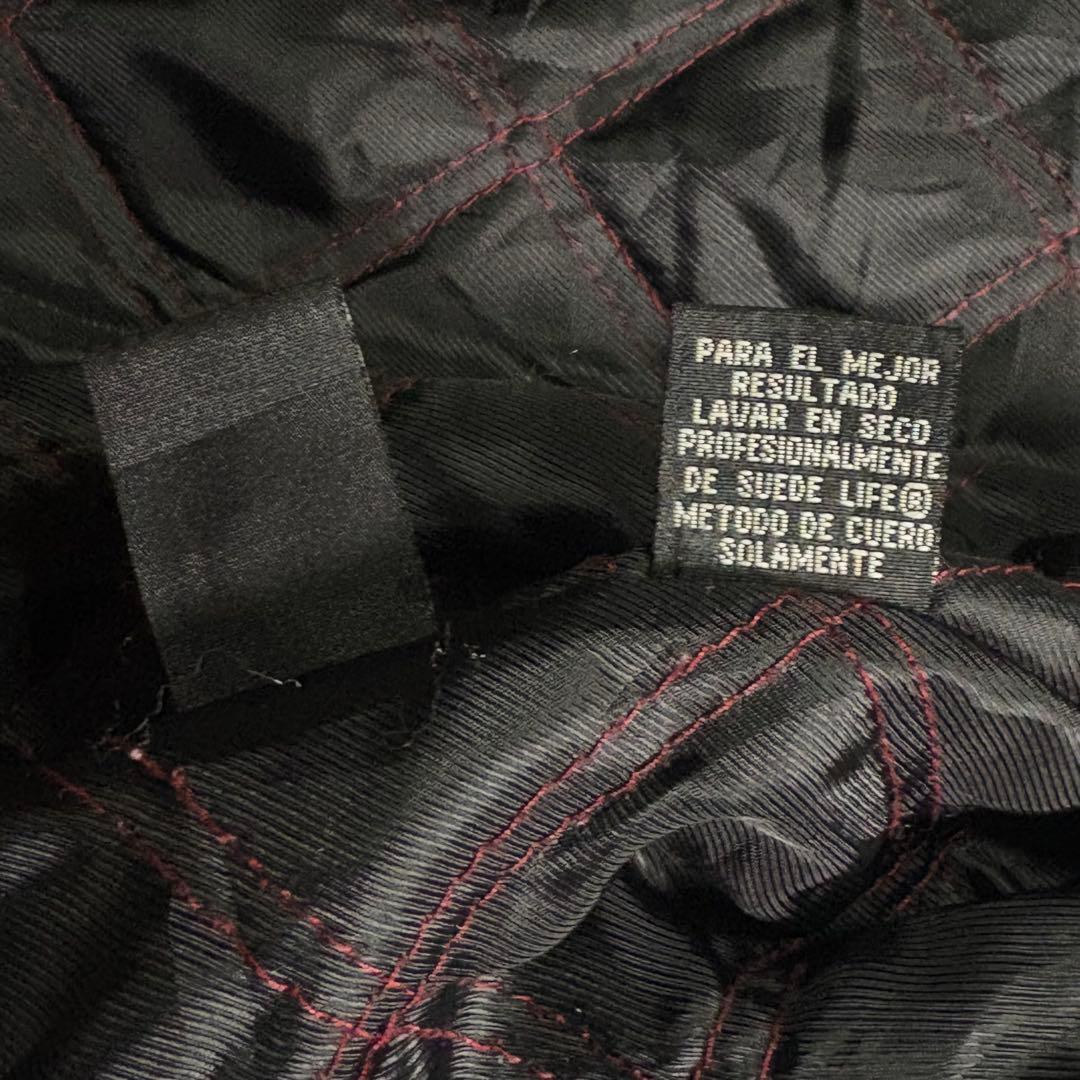 PARA EL MEJOR
RESULTADO
LAVAR EN SECO
PROFESIONALMENTE
DE SUEDE LIFE®
METODO DE CUERO
SOLAMENTE